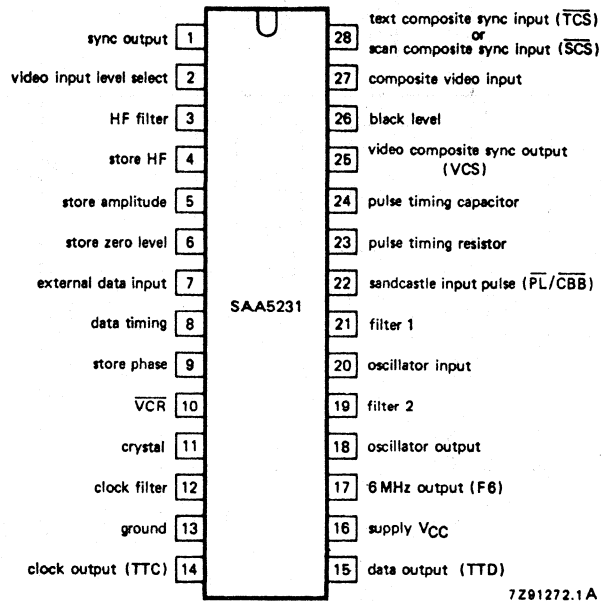 text composite sync input (T̅C̅S̅)
or
scan composite sync input (S̅C̅S̅)
sync output 1
28
video input level select 2
27 composite video input
HF filter 3
26 black level
store HF 4
25 video composite sync output
(VCS)
store amplitude 5
24 pulse timing capacitor
store zero level 6
23 pulse timing resistor
external data input 7
22 sandcastle input pulse (P̅L̅/C̅B̅B̅)
SAA5231
data timing 8
21 filter 1
store phase 9
20 oscillator input
V̅C̅R̅ 10
19 filter 2
crystal 11
18 oscillator output
clock filter 12
17 6 MHz output (F6)
ground 13
16 supply VCC
clock output (TTC) 14
15 data output (TTD)
7Z91272.1A